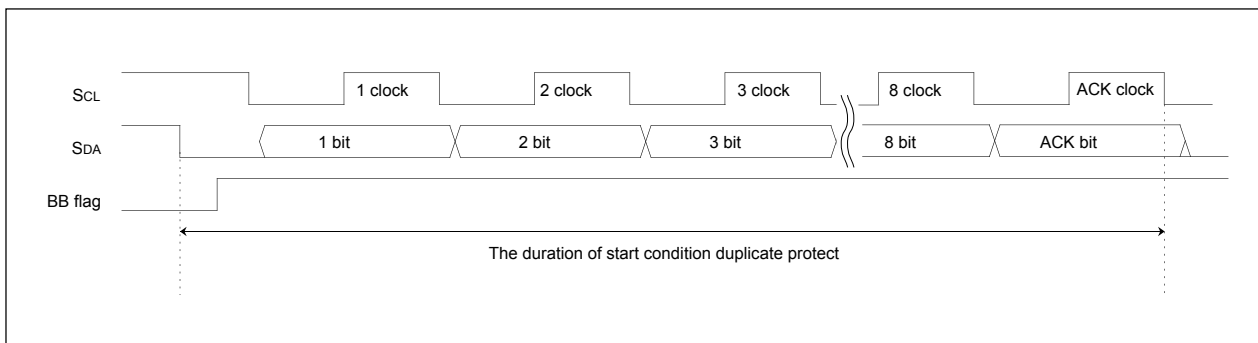 SCL 1 clock 2 clock 3 clock 8 clock ACK clock
SDA 1 bit 2 bit 3 bit 8 bit ACK bit
BB flag
The duration of start condition duplicate protect